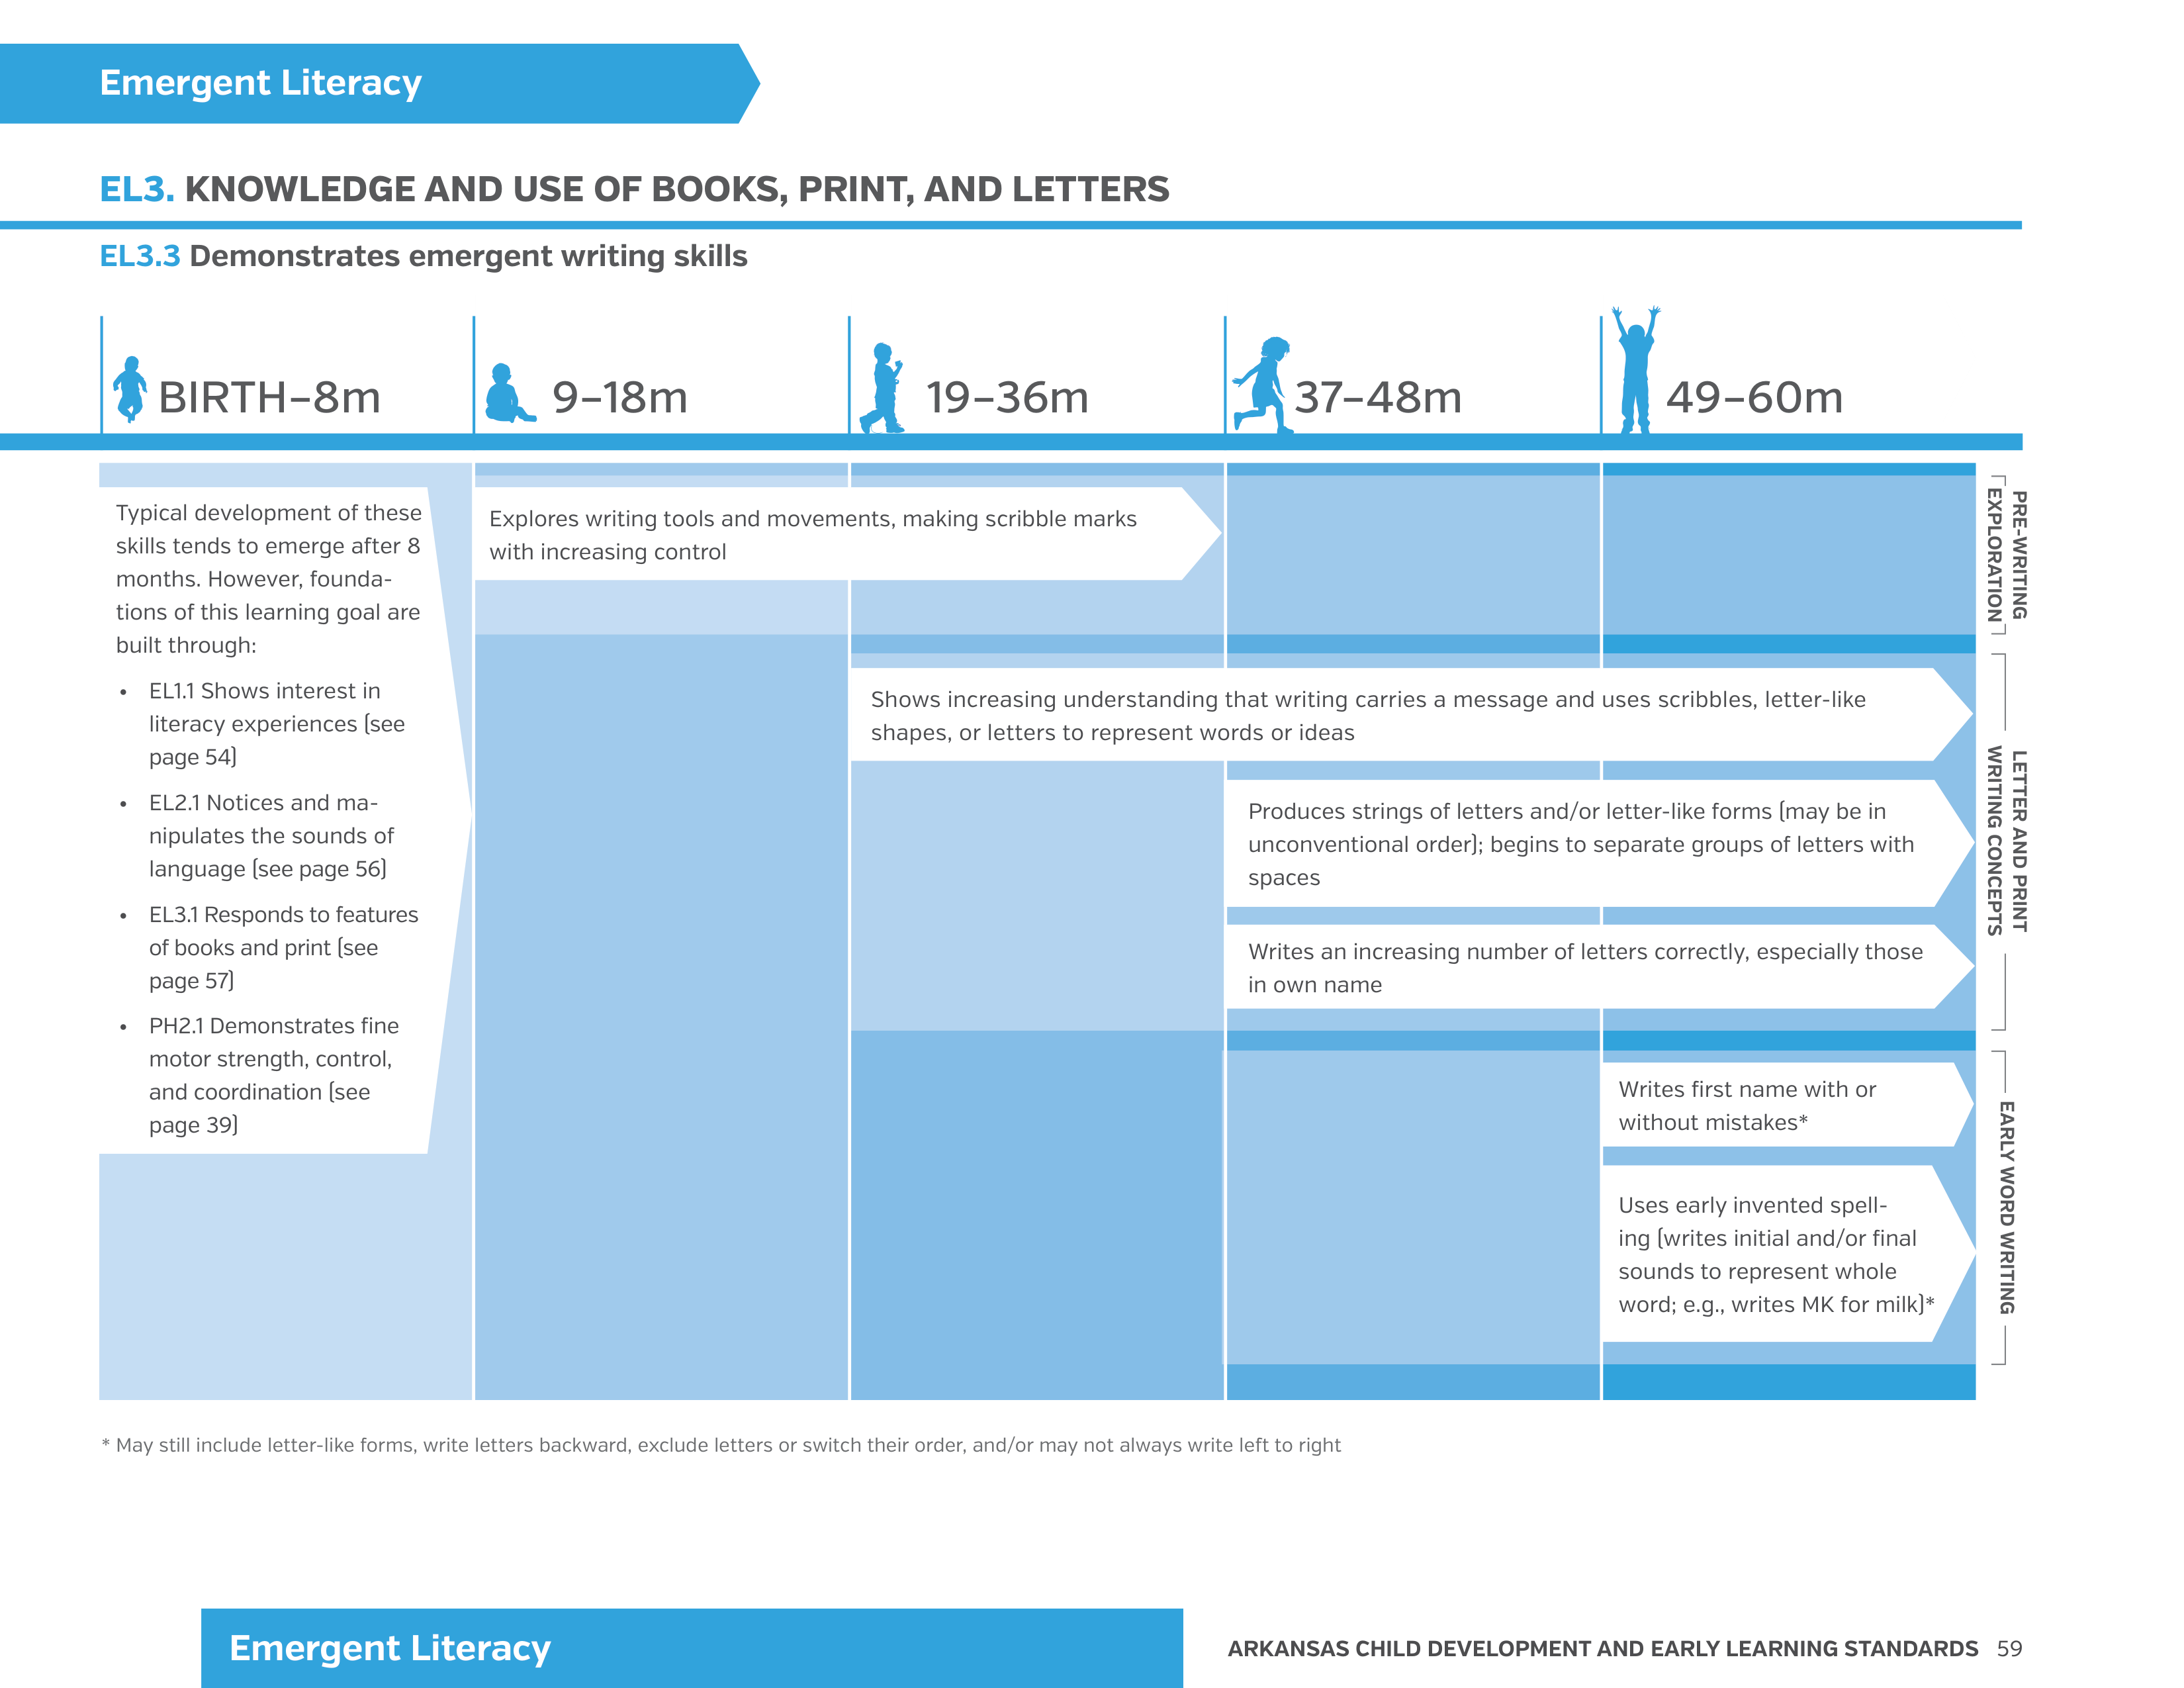 Emergent Literacy
EL3. KNOWLEDGE AND USE OF BOOKS, PRINT, AND LETTERS
EL3.3 Demonstrates emergent writing skills
BIRTH–8m
9–18m
19–36m
37–48m
49–60m
Typical development of these
skills tends to emerge after 8
months. However, founda-
tions of this learning goal are
built through:
• EL1.1 Shows interest in
literacy experiences (see
page 54)
• EL2.1 Notices and ma-
nipulates the sounds of
language (see page 56)
• EL3.1 Responds to features
of books and print (see
page 57)
• PH2.1 Demonstrates fine
motor strength, control,
and coordination (see
page 39)
Explores writing tools and movements, making scribble marks
with increasing control
PRE-WRITING
EXPLORATION
Shows increasing understanding that writing carries a message and uses scribbles, letter-like
shapes, or letters to represent words or ideas
Produces strings of letters and/or letter-like forms (may be in
unconventional order); begins to separate groups of letters with
spaces
Writes an increasing number of letters correctly, especially those
in own name
LETTER AND PRINT
WRITING CONCEPTS
Writes first name with or
without mistakes*
Uses early invented spell-
ing (writes initial and/or final
sounds to represent whole
word; e.g., writes MK for milk)*
EARLY WORD WRITING
* May still include letter-like forms, write letters backward, exclude letters or switch their order, and/or may not always write left to right
Emergent Literacy
ARKANSAS CHILD DEVELOPMENT AND EARLY LEARNING STANDARDS 59